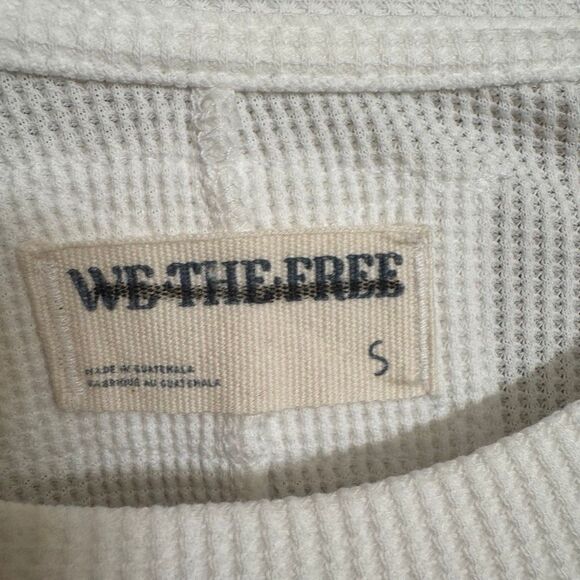 WE·THE·FREE
S
MADE IN GUATEMALA
FABRIQUÉ AU GUATEMALA